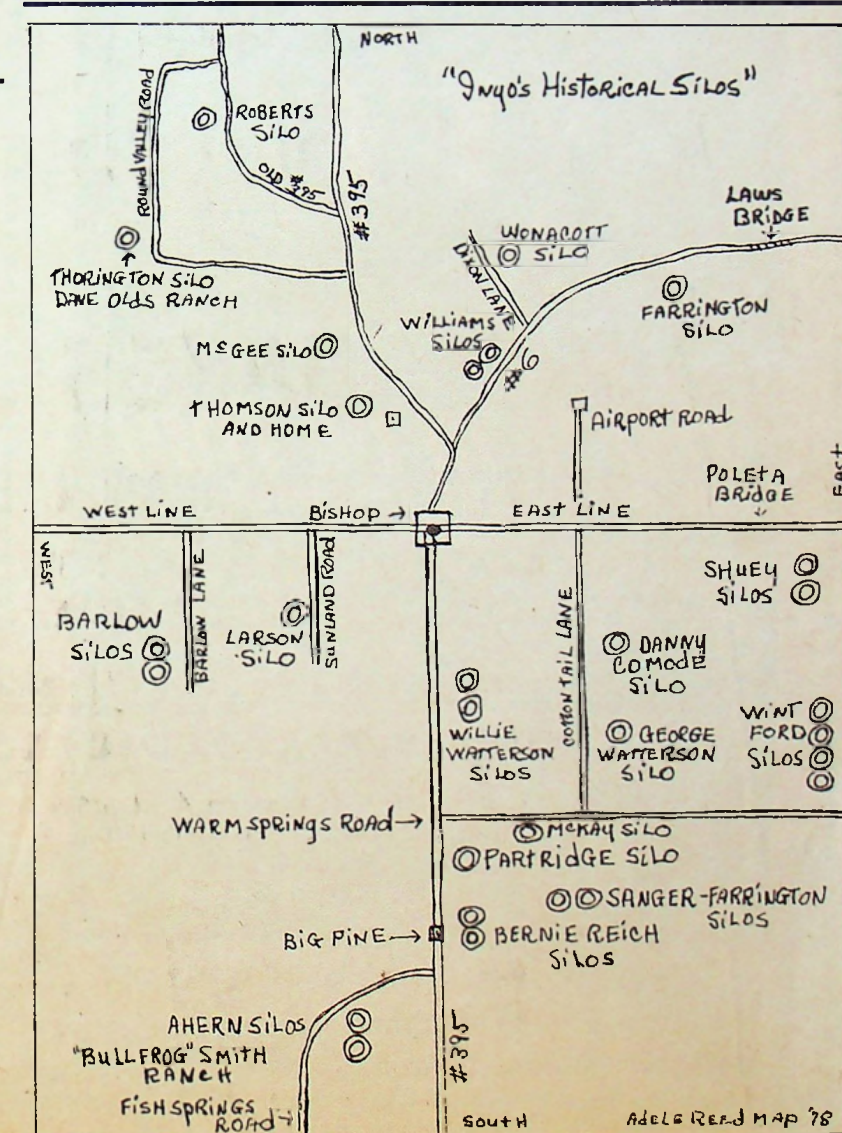 NORTH
"Inyo's Historical Silos"
ROUND VALLEY ROAD
ROBERTS
SILO
OLD #395
#395
LAWS
BRIDGE
WONACOTT
SILO
DIXON LANE
THORINGTON SILO
DAVE OLDS RANCH
FARRINGTON
SILO
WILLIAMS
SILOS
McGEE SILO
#6
THOMSON SILO
AND HOME
AIRPORT ROAD
POLETA
BRIDGE
EAST
WEST LINE
BISHOP
EAST LINE
WEST
BARLOW LANE
SUNLAND ROAD
SHUEY
SILOS
BARLOW
SILOS
LARSON
SILO
COTTONTAIL LANE
DANNY
COMODE
SILO
WILLIE
WATTERSON
SILOS
GEORGE
WATTERSON
SILO
WINT
FORD
SILOS
WARM SPRINGS ROAD
McKAY SILO
PARTRIDGE SILO
SANGER-FARRINGTON
SILOS
BIG PINE
BERNIE REICH
SILOS
AHERN SILOS
"BULLFROG" SMITH
RANCH
#395
FISH SPRINGS
ROAD
SOUTH
ADELE REED MAP '78